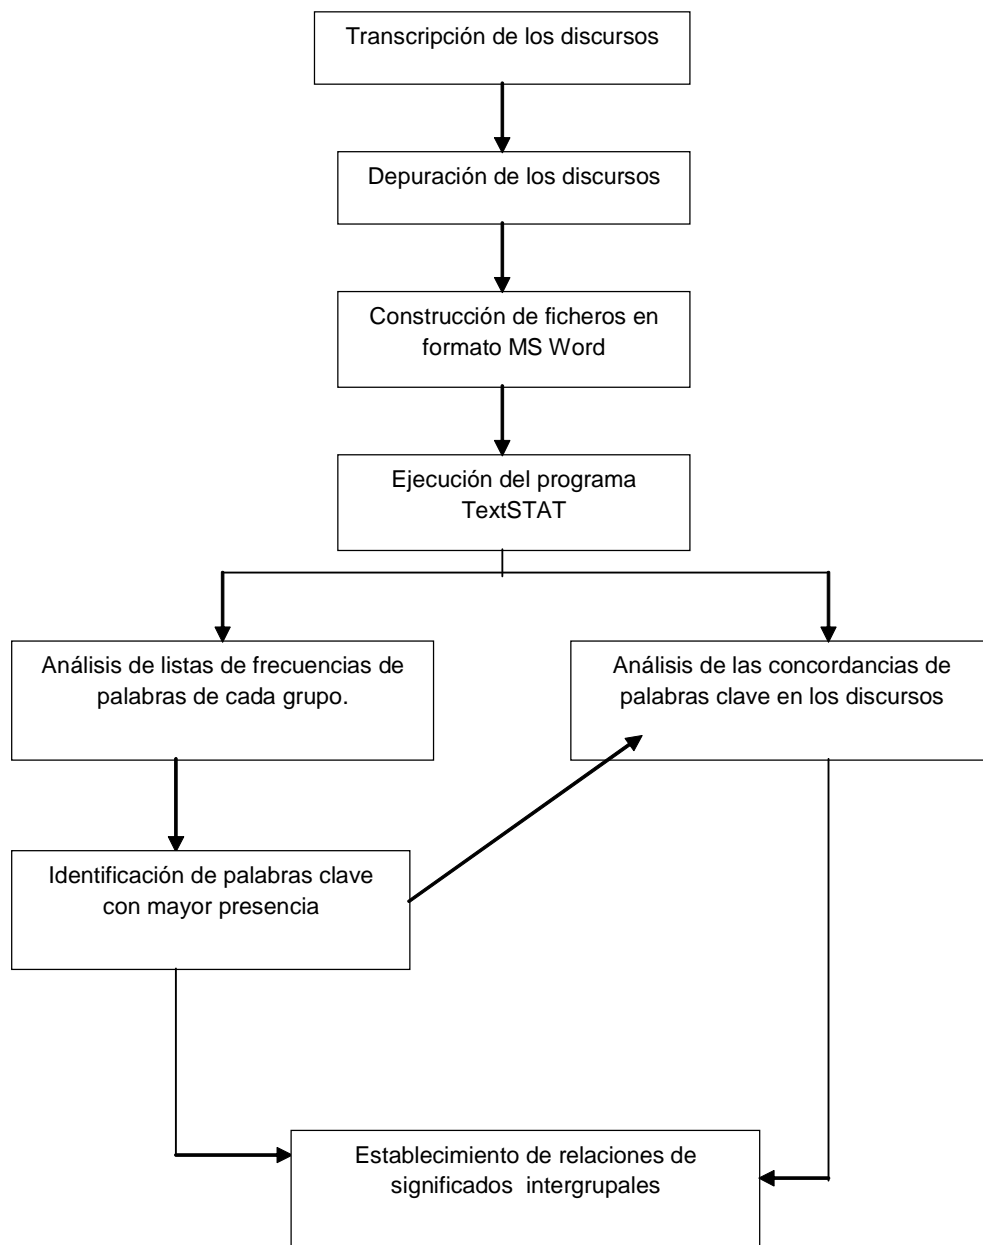 Transcripción de los discursos
Depuración de los discursos
Construcción de ficheros en
formato MS Word
Ejecución del programa
TextSTAT
Análisis de listas de frecuencias de
palabras de cada grupo.
Análisis de las concordancias de
palabras clave en los discursos
Identificación de palabras clave
con mayor presencia
Establecimiento de relaciones de
significados intergrupales